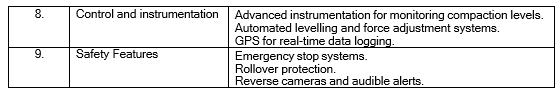 8. Control and instrumentation Advanced instrumentation for monitoring compaction levels.
Automated levelling and force adjustment systems.
GPS for real-time data logging.
9. Safety Features Emergency stop systems.
Rollover protection.
Reverse cameras and audible alerts.